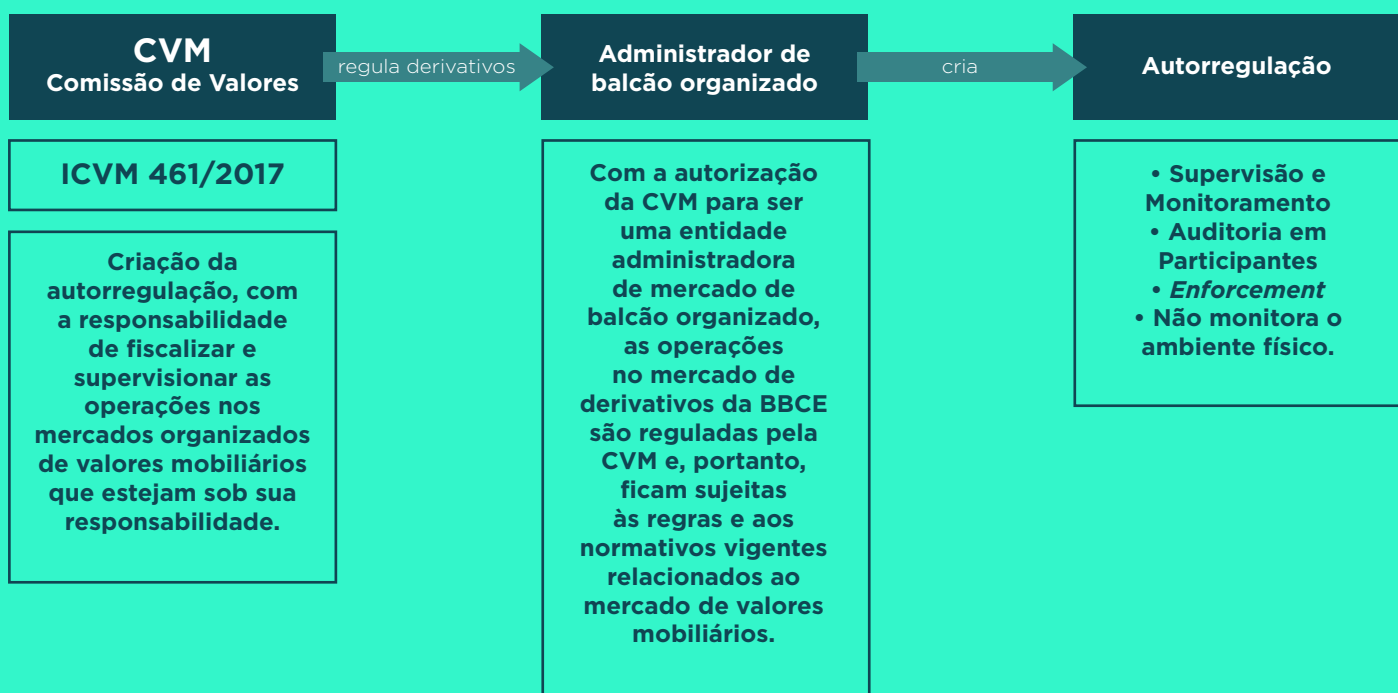 CVM
Comissão de Valores
regula derivativos
Administrador de
balcão organizado
cria
Autorregulação
ICVM 461/2017
Criação da
autorregulação, com
a responsabilidade
de fiscalizar e
supervisionar as
operações nos
mercados organizados
de valores mobiliários
que estejam sob sua
responsabilidade.
Com a autorização
da CVM para ser
uma entidade
administradora
de mercado de
balcão organizado,
as operações
no mercado de
derivativos da BBCE
são reguladas pela
CVM e, portanto,
ficam sujeitas
às regras e aos
normativos vigentes
relacionados ao
mercado de valores
mobiliários.
• Supervisão e
Monitoramento
• Auditoria em
Participantes
• Enforcement
• Não monitora o
ambiente físico.